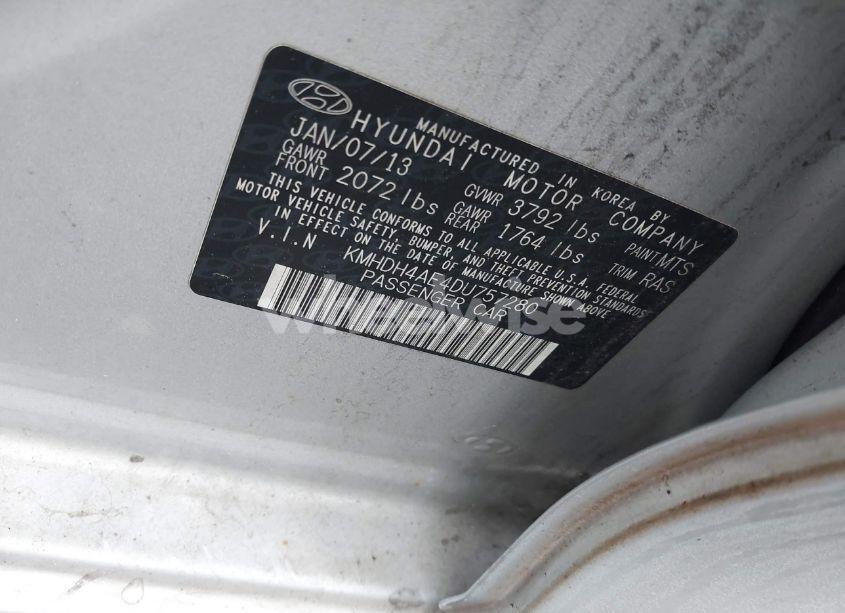 MANUFACTURED IN KOREA BY
HYUNDAI MOTOR COMPANY
JAN/07/13 GVWR 3792 lbs PAINT MTS
GAWR FRONT 2072 lbs GAWR REAR 1764 lbs TRIM RAS
THIS VEHICLE CONFORMS TO ALL APPLICABLE U.S.A. FEDERAL
MOTOR VEHICLE SAFETY, BUMPER, AND THEFT PREVENTION STANDARDS
IN EFFECT ON THE DATE OF MANUFACTURE SHOWN ABOVE
V.I.N KMHDH4AE4DU757280
PASSENGER CAR